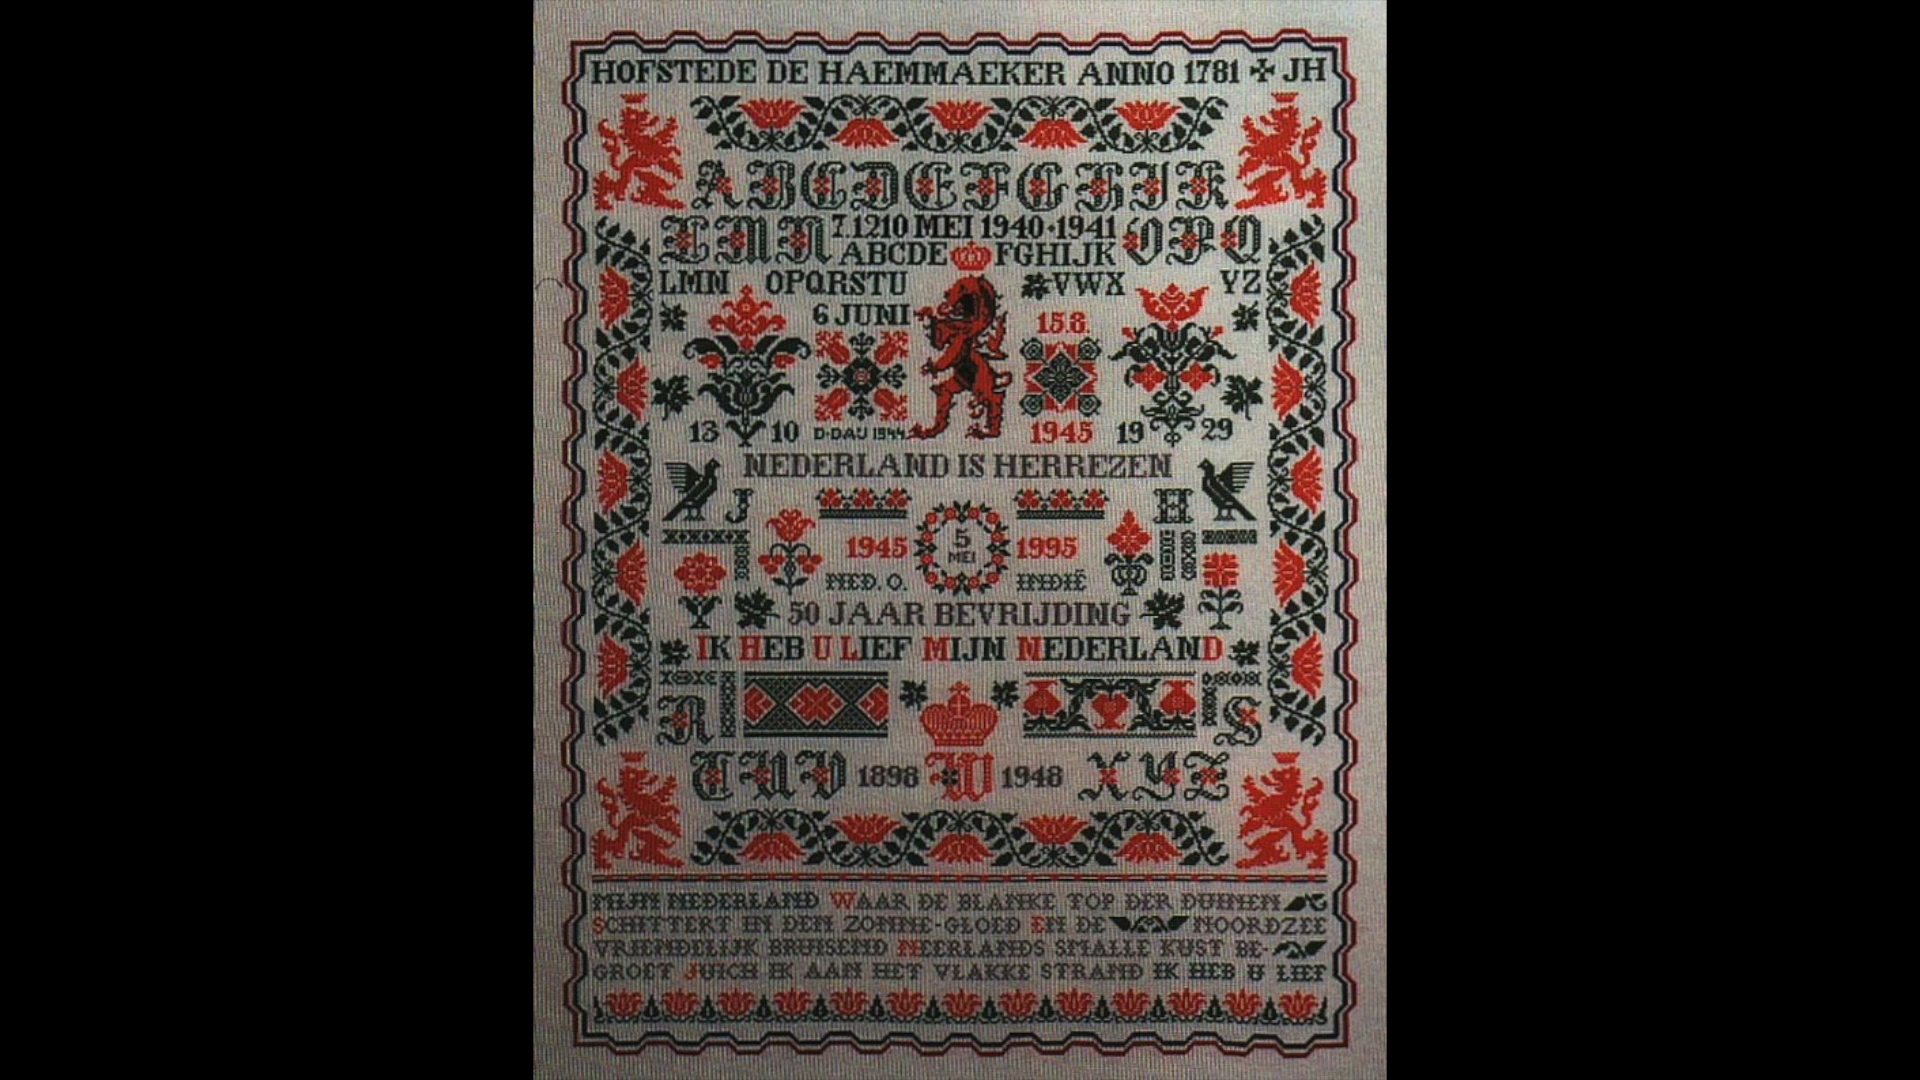 HOFSTEDE DE HAEMMAEKER ANNO 1781 ✠ JH
ABCDEFGHIJK
LMN 7.12 10 MEI 1940·1941 OPQ
ABCDE FGHIJK
LMN OPQRSTU VWX YZ
6 JUNI 15.8.
13 10 D-DAU 1944 1945 19 29
NEDERLAND IS HERREZEN
J H
1945 5 MEI 1995
NED. O. INDIË
50 JAAR BEVRIJDING
IK HEB U LIEF MIJN NEDERLAND
R S
TUV 1898 W 1948 XYZ
MIJN NEDERLAND WAAR DE BLANKE TOP DER DUINEN
SCHITTERT IN DEN ZONNE-GLOED EN DE NOORDZEE
VRIENDELIJK BRUISEND NEERLANDS SMALLE KUST BE-
GROET JUICH IK AAN HET VLAKKE STRAND IK HEB U LIEF